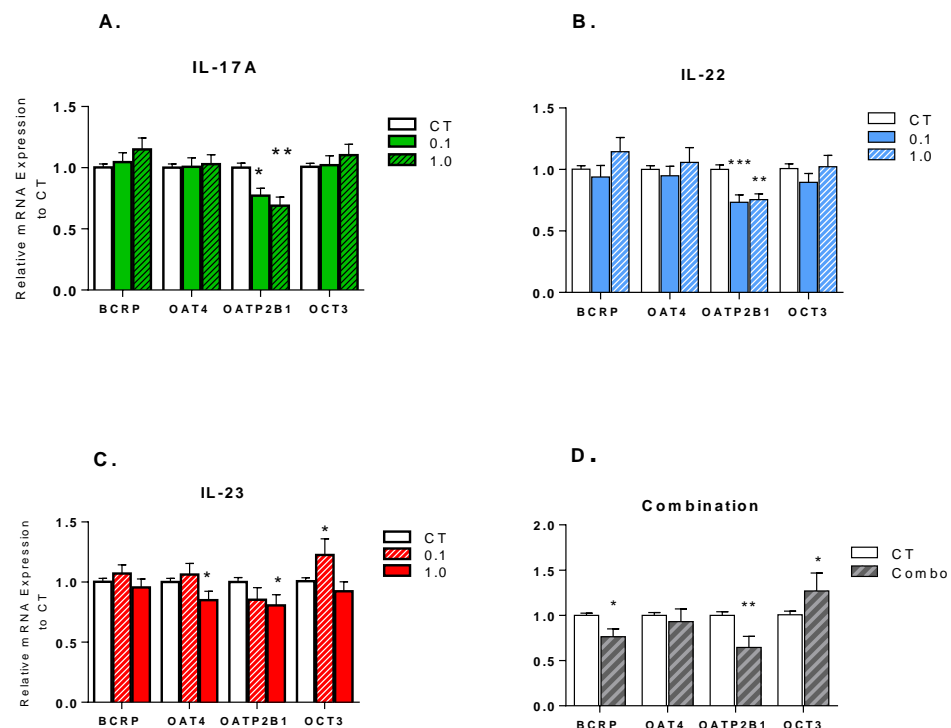 A.
IL-17A
Relative mRNA Expression
to CT
1.5
1.0
0.5
0.0
*
**
BCRP
OAT4
OATP2B1
OCT3
CT
0.1
1.0
B.
IL-22
1.5
1.0
0.5
0.0
***
**
BCRP
OAT4
OATP2B1
OCT3
CT
0.1
1.0
C.
IL-23
Relative mRNA Expression
to CT
1.5
1.0
0.5
0.0
*
*
*
BCRP
OAT4
OATP2B1
OCT3
CT
0.1
1.0
D.
Combination
2.0
1.5
1.0
0.5
0.0
*
**
*
BCRP
OAT4
OATP2B1
OCT3
CT
Combo